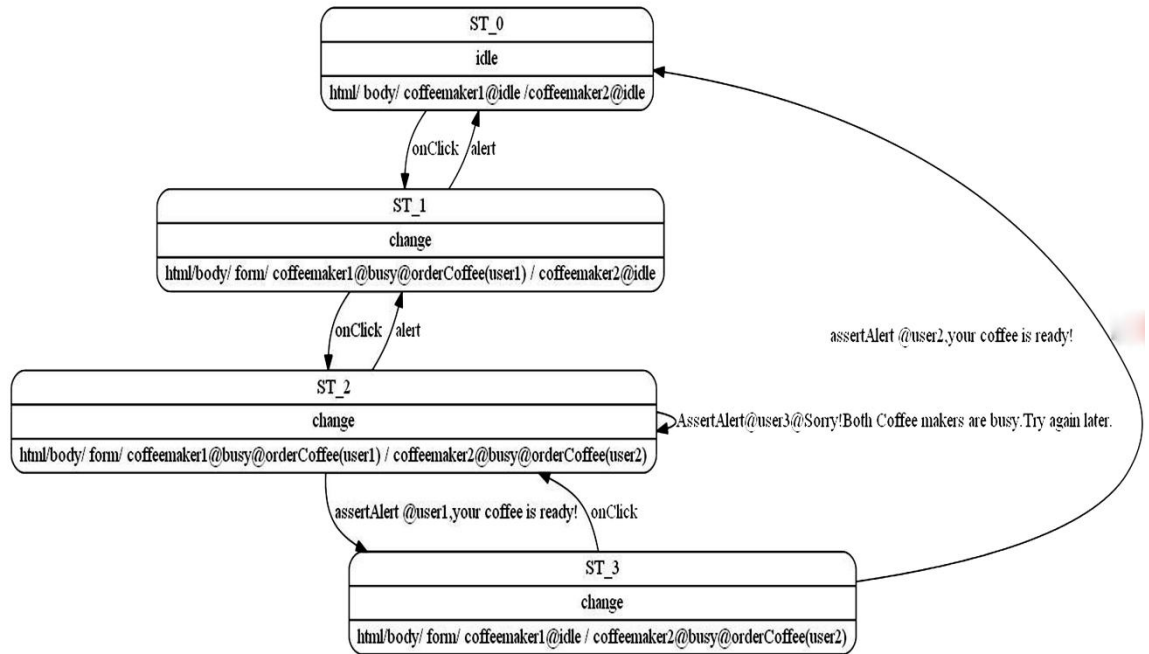 ST_0
idle
html/ body/ coffeemaker1@idle /coffeemaker2@idle
onClick
alert
ST_1
change
html/body/ form/ coffeemaker1@busy@orderCoffee(user1) / coffeemaker2@idle
onClick
alert
assertAlert @user2,your coffee is ready!
ST_2
change
AssertAlert@user3@Sorry!Both Coffee makers are busy.Try again later.
html/body/ form/ coffeemaker1@busy@orderCoffee(user1) / coffeemaker2@busy@orderCoffee(user2)
assertAlert @user1,your coffee is ready!
onClick
ST_3
change
html/body/ form/ coffeemaker1@idle / coffeemaker2@busy@orderCoffee(user2)